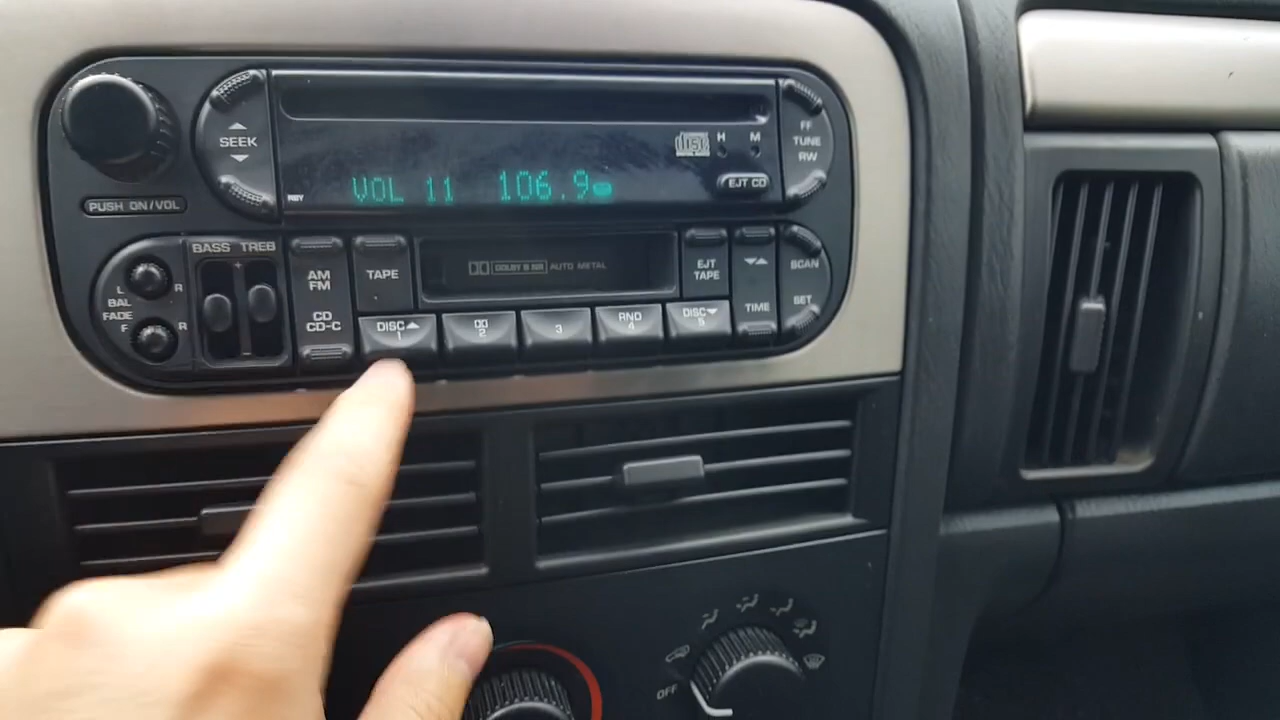 SEEK
PUSH ON/VOL
disc
H M
FF
TUNE
RW
EJT CD
VOL 11 106.9
BASS TREB
L R
BAL
FADE
F R
AM
FM
CD
CD-C
TAPE
DOLBY B NR AUTO METAL
EJT
TAPE
TIME
SCAN
SET
DISC
1
2
3
RND
4
DISC
5
OFF